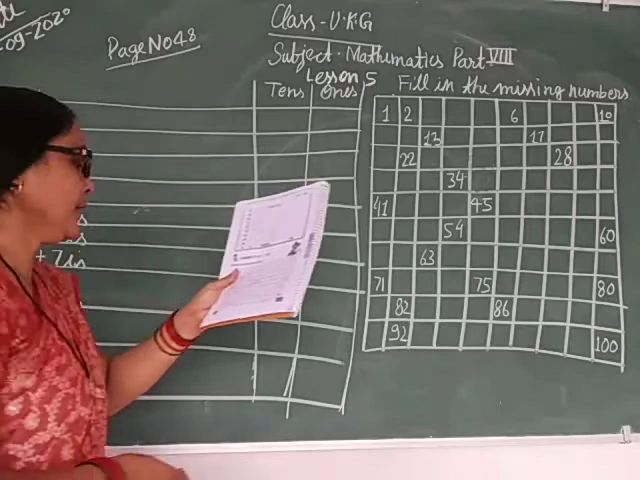 09-2020
Class - U.K.G
Page No 48
Subject - Mathematics Part-VIII
Lesson 5
Fill in the missing numbers
Tens Ones
1 2 6 10
13 17
22 28
34
41 45
54 60
63
71 75 80
82 86
92 100